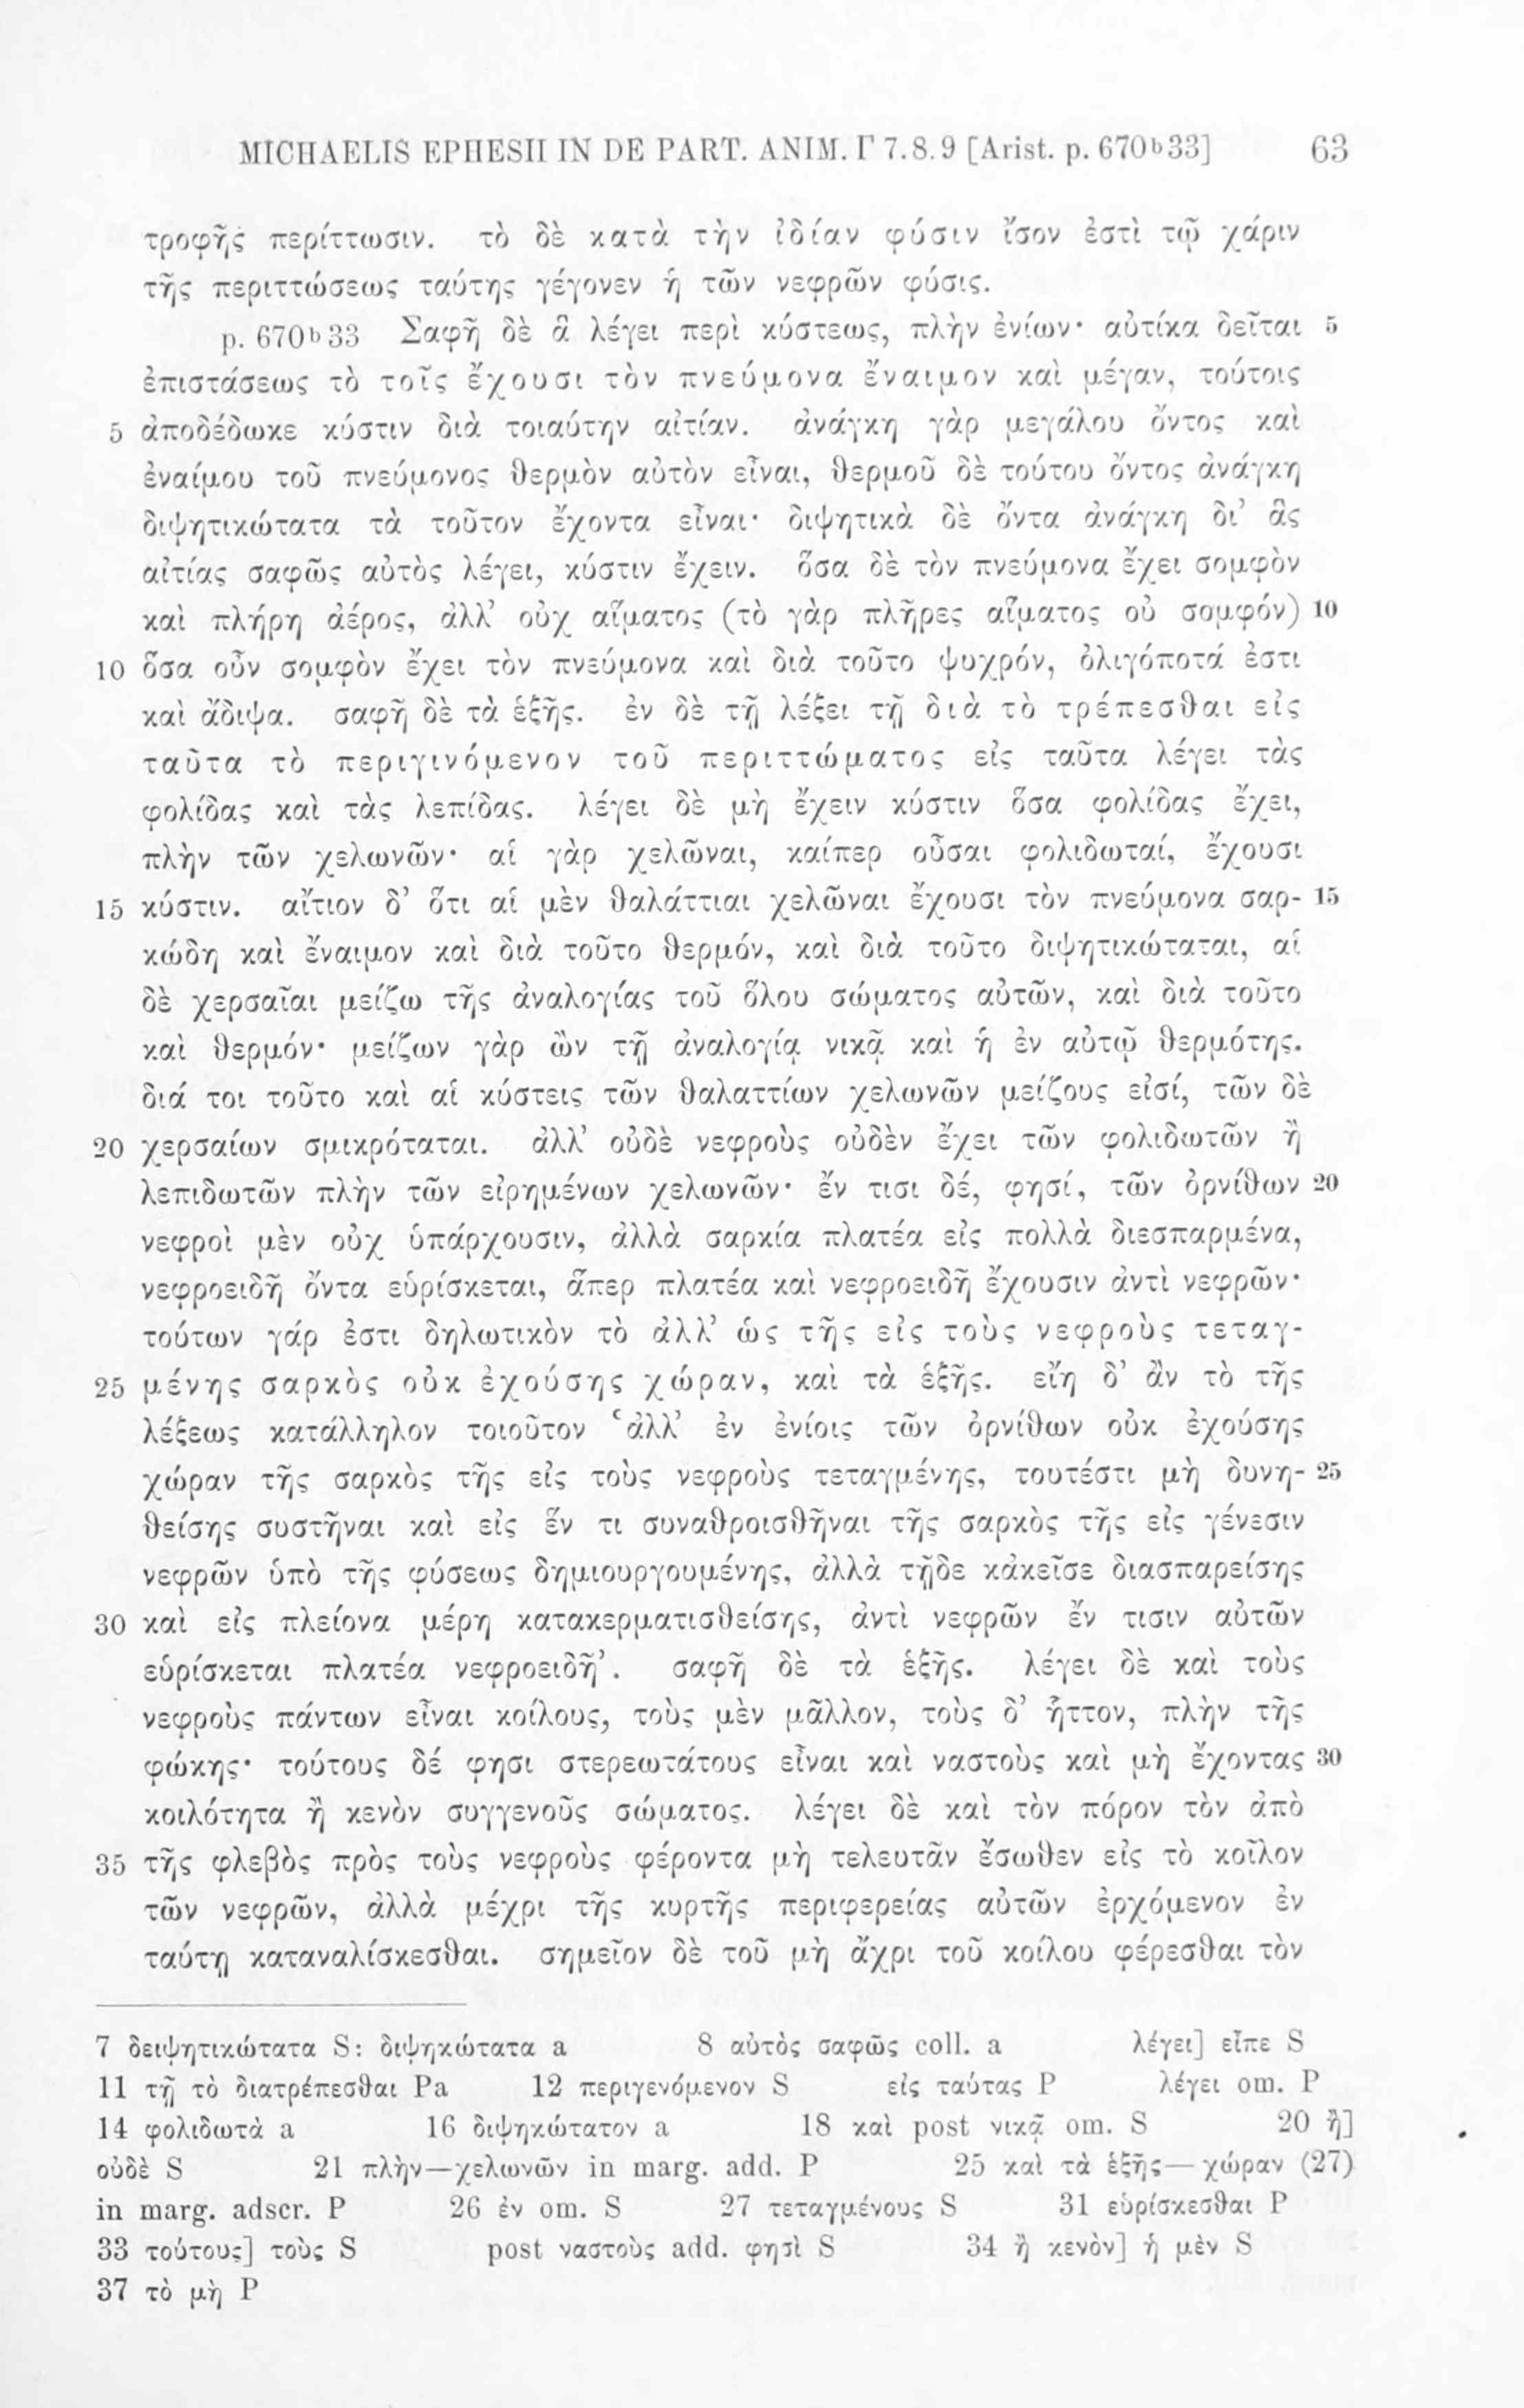 MICHAELIS EPHESII IN DE PART. ANIM. Γ 7.8.9 [Arist. p. 670b33] 63
τροφῆς περίττωσιν. τὸ δὲ κατὰ τὴν ἰδίαν φύσιν ἴσον ἐστὶ τῷ χάριν
τῆς περιττώσεως ταύτης γέγονεν ἡ τῶν νεφρῶν φύσις.
p. 670b33 Σαφῆ δὲ ἃ λέγει περὶ κύστεως, πλὴν ἐνίων· αὐτίκα δεῖται 5
ἐπιστάσεως τὸ τοῖς ἔχουσι τὸν πνεύμονα ἔναιμον καὶ μέγαν, τούτοις
5 ἀποδέδωκε κύστιν διὰ τοιαύτην αἰτίαν. ἀνάγκη γὰρ μεγάλου ὄντος καὶ
ἐναίμου τοῦ πνεύμονος θερμὸν αὐτὸν εἶναι, θερμοῦ δὲ τούτου ὄντος ἀνάγκη
διψητικώτατα τὰ τοῦτον ἔχοντα εἶναι· διψητικὰ δὲ ὄντα ἀνάγκη δι’ ἃς
αἰτίας σαφῶς αὐτὸς λέγει, κύστιν ἔχειν. ὅσα δὲ τὸν πνεύμονα ἔχει σομφὸν
καὶ πλήρη ἀέρος, ἀλλ’ οὐχ αἵματος (τὸ γὰρ πλῆρες αἵματος οὐ σομφόν) 10
10 ὅσα οὖν σομφὸν ἔχει τὸν πνεύμονα καὶ διὰ τοῦτο ψυχρόν, ὀλιγόποτά ἐστι
καὶ ἄδιψα. σαφῆ δὲ τὰ ἑξῆς. ἐν δὲ τῇ λέξει τῇ διὰ τὸ τρέπεσθαι εἰς
ταῦτα τὸ περιγινόμενον τοῦ περιττώματος εἰς ταῦτα λέγει τὰς
φολίδας καὶ τὰς λεπίδας. λέγει δὲ μὴ ἔχειν κύστιν ὅσα φολίδας ἔχει,
πλὴν τῶν χελωνῶν· αἱ γὰρ χελῶναι, καίπερ οὖσαι φολιδωταί, ἔχουσι
15 κύστιν. αἴτιον δ’ ὅτι αἱ μὲν θαλάττιαι χελῶναι ἔχουσι τὸν πνεύμονα σαρ- 15
κώδη καὶ ἔναιμον καὶ διὰ τοῦτο θερμόν, καὶ διὰ τοῦτο διψητικώταται, αἱ
δὲ χερσαῖαι μείζω τῆς ἀναλογίας τοῦ ὅλου σώματος αὐτῶν, καὶ διὰ τοῦτο
καὶ θερμόν· μείζων γὰρ ὢν τῇ ἀναλογίᾳ νικᾷ καὶ ἡ ἐν αὐτῷ θερμότης.
διά τοι τοῦτο καὶ αἱ κύστεις τῶν θαλαττίων χελωνῶν μείζους εἰσί, τῶν δὲ
20 χερσαίων σμικρόταται. ἀλλ’ οὐδὲ νεφροὺς οὐδὲν ἔχει τῶν φολιδωτῶν ἢ
λεπιδωτῶν πλὴν τῶν εἰρημένων χελωνῶν· ἔν τισι δέ, φησί, τῶν ὀρνίθων 20
νεφροὶ μὲν οὐχ ὑπάρχουσιν, ἀλλὰ σαρκία πλατέα εἰς πολλὰ διεσπαρμένα,
νεφροειδῆ ὄντα εὑρίσκεται, ἅπερ πλατέα καὶ νεφροειδῆ ἔχουσιν ἀντὶ νεφρῶν·
τούτων γάρ ἐστι δηλωτικὸν τὸ ἀλλ’ ὡς τῆς εἰς τοὺς νεφροὺς τεταγ-
25 μένης σαρκὸς οὐκ ἐχούσης χώραν, καὶ τὰ ἑξῆς. εἴη δ’ ἂν τὸ τῆς
λέξεως κατάλληλον τοιοῦτον ‘ἀλλ’ ἐν ἐνίοις τῶν ὀρνίθων οὐκ ἐχούσης
χώραν τῆς σαρκὸς τῆς εἰς τοὺς νεφροὺς τεταγμένης, τουτέστι μὴ δυνη- 25
θείσης συστῆναι καὶ εἰς ἕν τι συναθροισθῆναι τῆς σαρκὸς τῆς εἰς γένεσιν
νεφρῶν ὑπὸ τῆς φύσεως δημιουργουμένης, ἀλλὰ τῇδε κἀκεῖσε διασπαρείσης
30 καὶ εἰς πλείονα μέρη κατακερματισθείσης, ἀντὶ νεφρῶν ἔν τισιν αὐτῶν
εὑρίσκεται πλατέα νεφροειδῆ’. σαφῆ δὲ τὰ ἑξῆς. λέγει δὲ καὶ τοὺς
νεφροὺς πάντων εἶναι κοίλους, τοὺς μὲν μᾶλλον, τοὺς δ’ ἧττον, πλὴν τῆς
φώκης· τούτους δέ φησι στερεωτάτους εἶναι καὶ ναστοὺς καὶ μὴ ἔχοντας 30
κοιλότητα ἢ κενὸν συγγενοῦς σώματος. λέγει δὲ καὶ τὸν πόρον τὸν ἀπὸ
35 τῆς φλεβὸς πρὸς τοὺς νεφροὺς φέροντα μὴ τελευτᾶν ἔσωθεν εἰς τὸ κοῖλον
τῶν νεφρῶν, ἀλλὰ μέχρι τῆς κυρτῆς περιφερείας αὐτῶν ἐρχόμενον ἐν
ταύτῃ καταναλίσκεσθαι. σημεῖον δὲ τοῦ μὴ ἄχρι τοῦ κοίλου φέρεσθαι τὸν
7 δειψητικώτατα S: διψηκώτατα a 8 αὐτὸς σαφῶς coll. a λέγει] εἶπε S
11 τῇ τὸ διατρέπεσθαι Pa 12 περιγενόμενον S εἰς ταύτας P λέγει om. P
14 φολιδωτὰ a 16 διψηκώτατον a 18 καὶ post νικᾷ om. S 20 ἢ]
οὐδὲ S 21 πλὴν—χελωνῶν in marg. add. P 25 καὶ τὰ ἑξῆς—χώραν (27)
in marg. adscr. P 26 ἐν om. S 27 τεταγμένους S 31 εὑρίσκεσθαι P
33 τούτους] τοὺς S post ναστοὺς add. φησὶ S 34 ἢ κενὸν] ἡ μὲν S
37 τὸ μὴ P